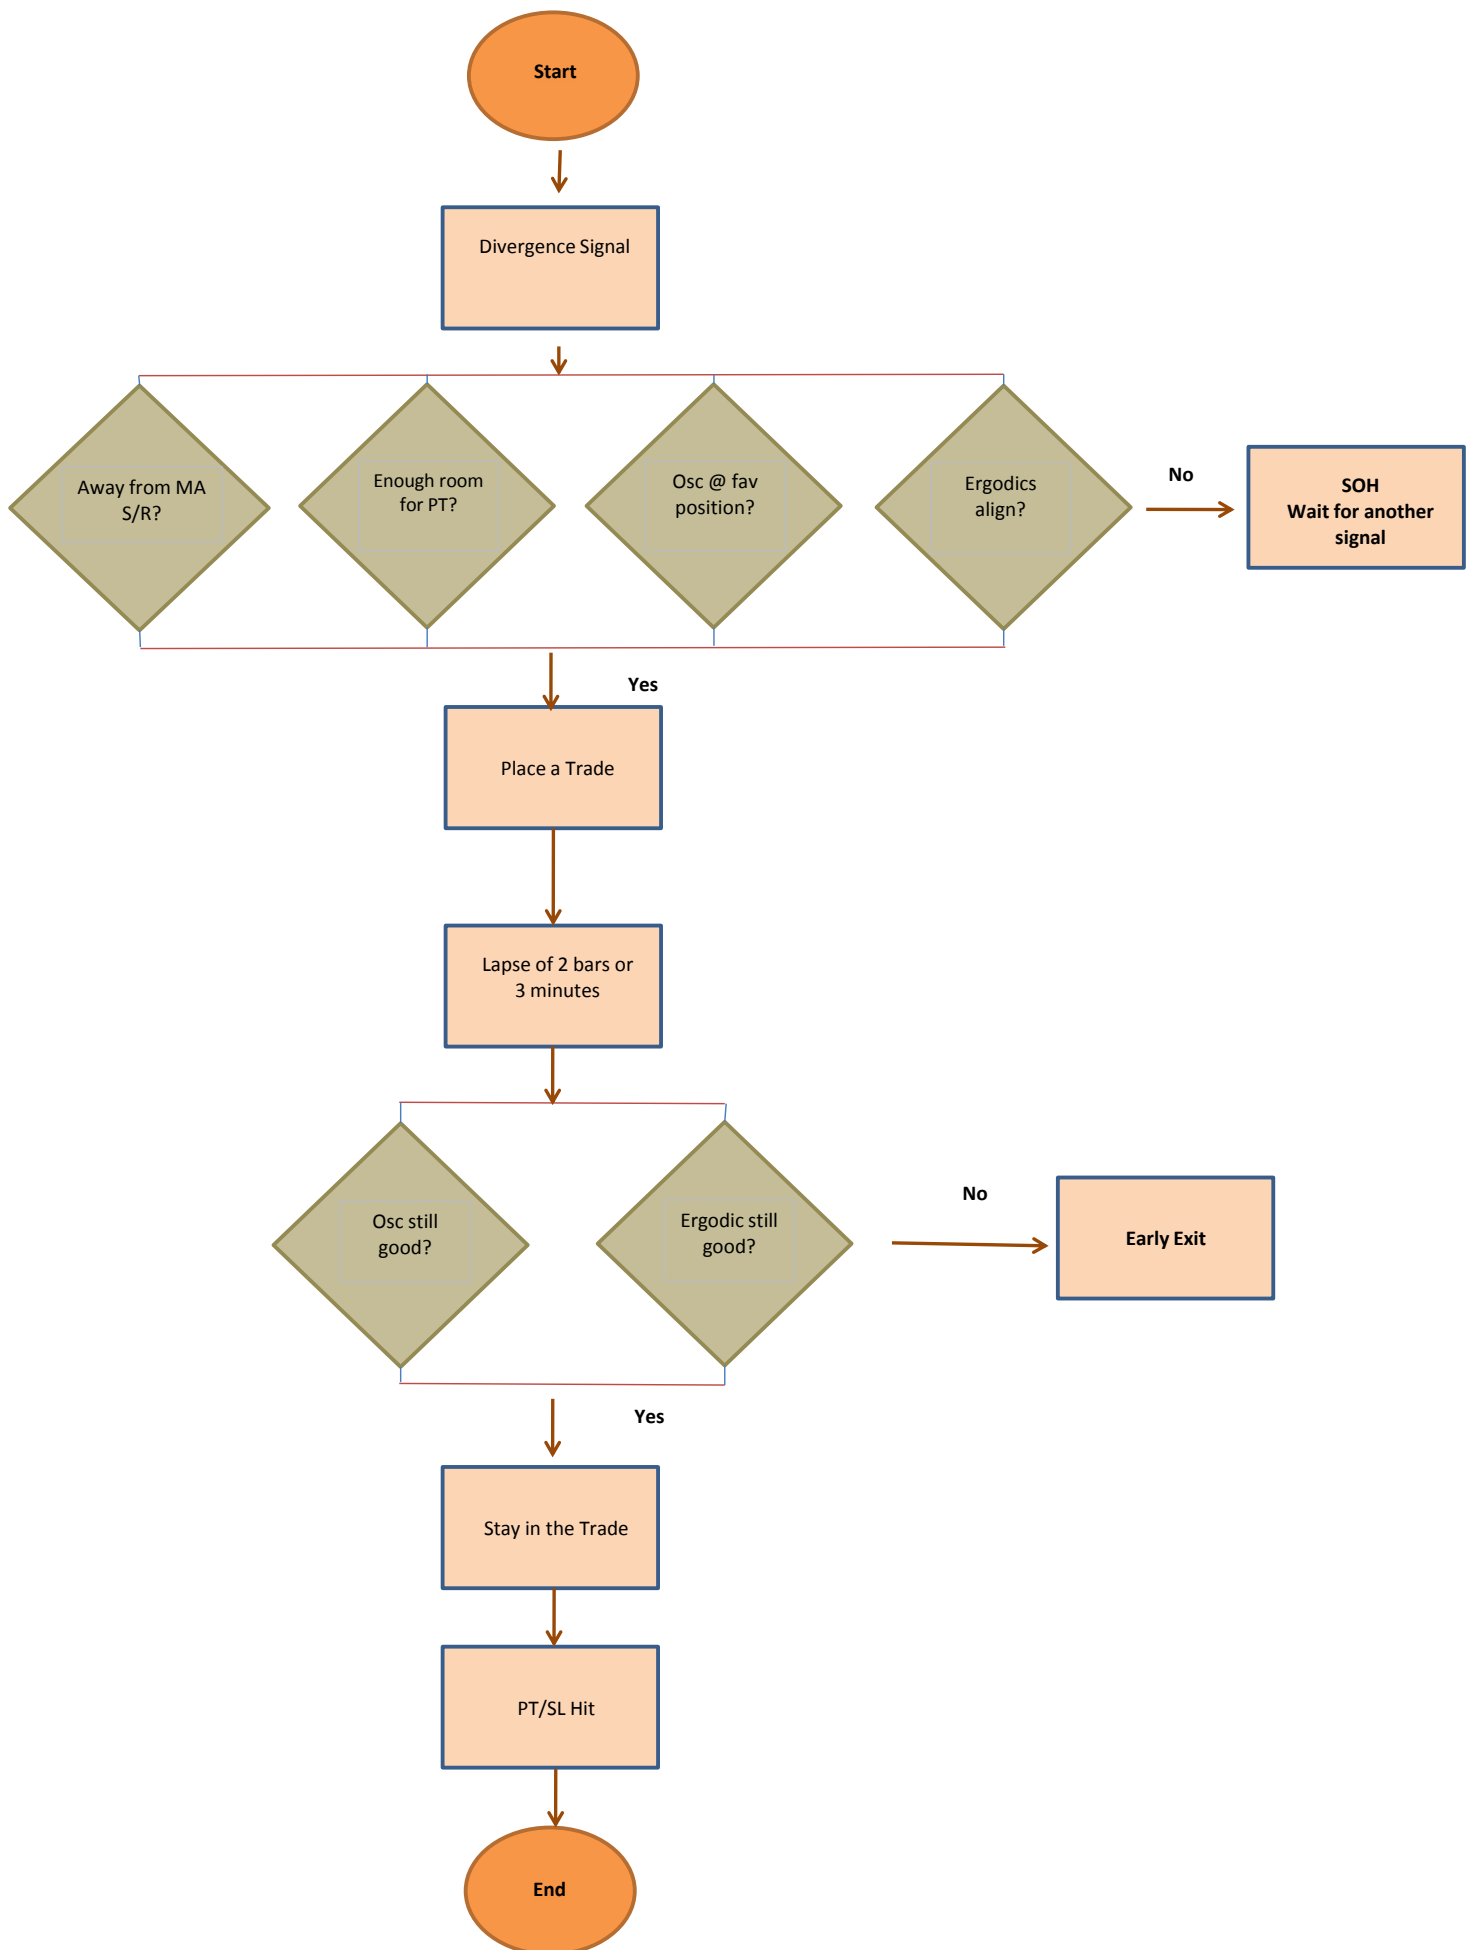 Start
Divergence Signal
Away from MA
S/R?
Enough room
for PT?
Osc @ fav
position?
Ergodics
align?
No
SOH
Wait for another
signal
Yes
Place a Trade
Lapse of 2 bars or
3 minutes
Osc still
good?
Ergodic still
good?
No
Early Exit
Yes
Stay in the Trade
PT/SL Hit
End